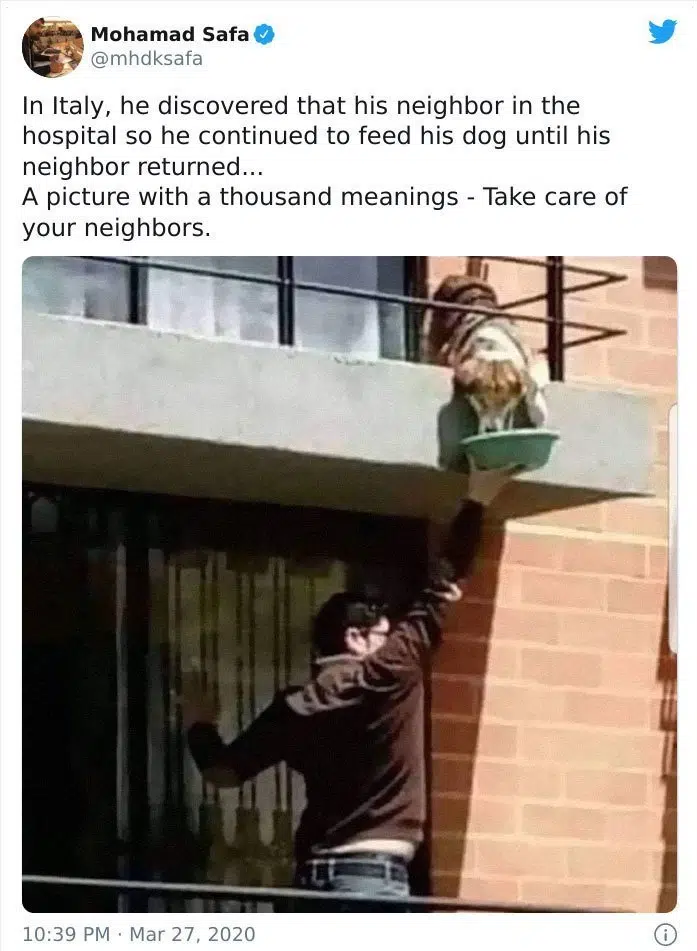 Mohamad Safa
@mhdksafa
In Italy, he discovered that his neighbor in the
hospital so he continued to feed his dog until his
neighbor returned...
A picture with a thousand meanings - Take care of
your neighbors.
10:39 PM · Mar 27, 2020